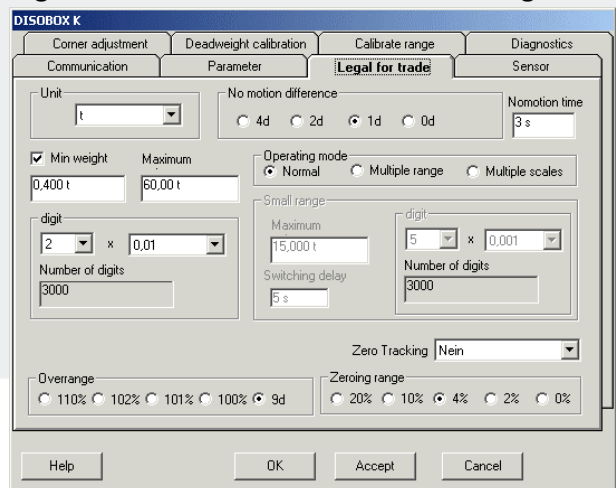 DISOBOX K
Corner adjustment Deadweight calibration Calibrate range Diagnostics
Communication Parameter Legal for trade Sensor
Unit
t
No motion difference
4d 2d 1d 0d
Nomotion time
3 s
Min weight Maximum
0,400 t 60,00 t
Operating mode
Normal Multiple range Multiple scales
digit
2 x 0,01
Number of digits
3000
Small range
Maximum
15,000 t
Switching delay
5 s
digit
5 x 0,001
Number of digits
3000
Zero Tracking Nein
Overrange
110% 102% 101% 100% 9d
Zeroing range
20% 10% 4% 2% 0%
Help OK Accept Cancel